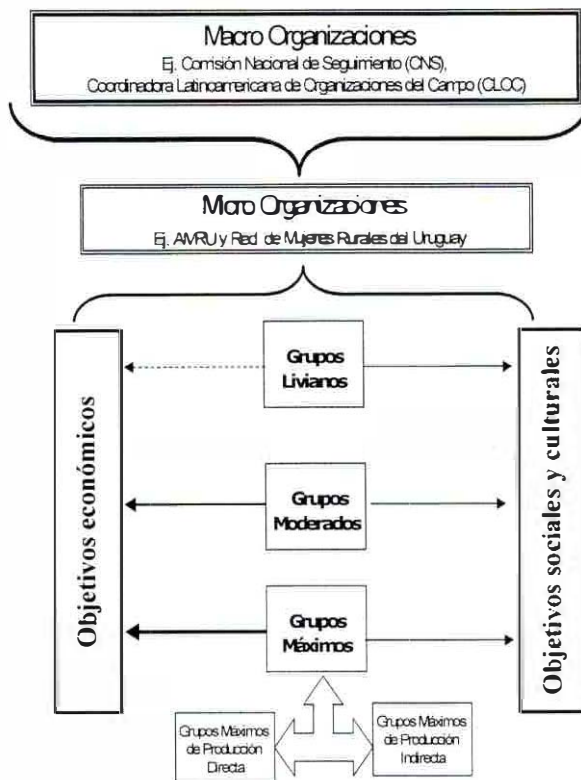 Macro Organizaciones
Ej. Comisión Nacional de Seguimiento (CNS),
Coordinadora Latinoamericana de Organizaciones del Campo (CLOC)
Micro Organizaciones
Ej. AMRU y Red de Mujeres Rurales del Uruguay
Objetivos económicos
Grupos
Livianos
Grupos
Moderados
Grupos
Máximos
Objetivos sociales y culturales
Grupos Máximos
de Producción
Directa
Grupos Máximos
de Producción
Indirecta